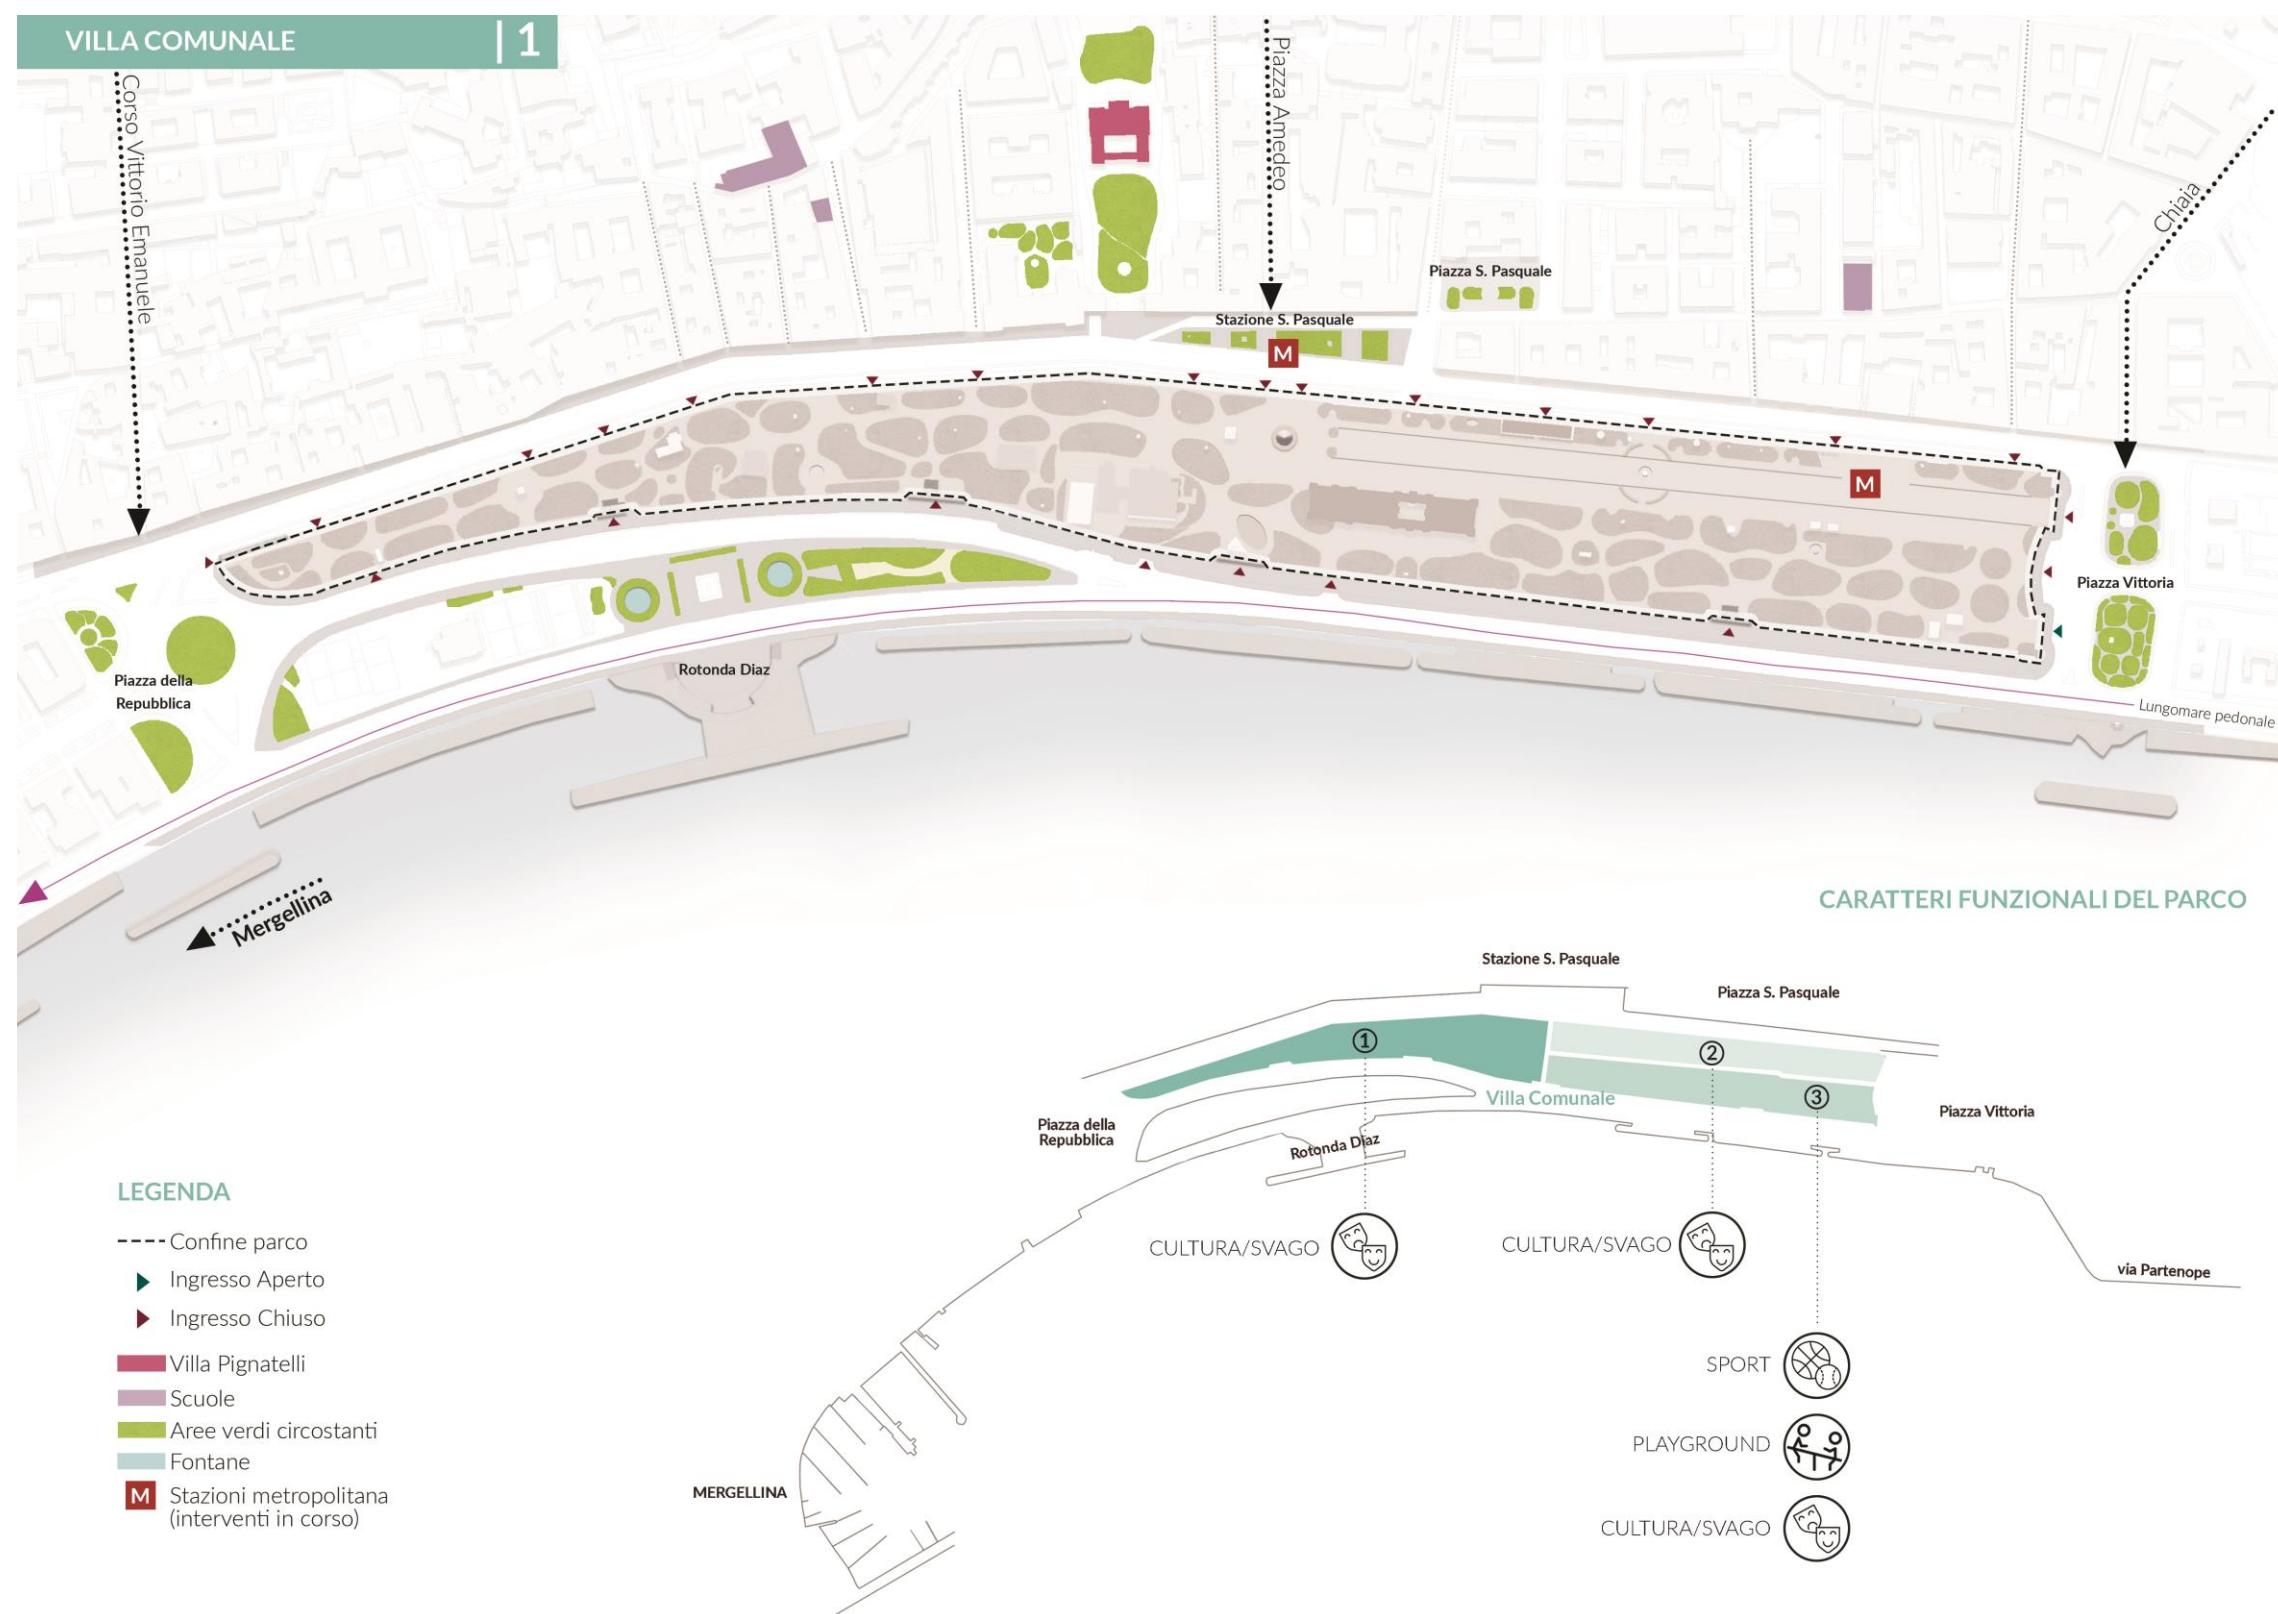 VILLA COMUNALE | 1
Corso Vittorio Emanuele
Piazza Amedeo
Chiaia
Piazza S. Pasquale
Stazione S. Pasquale
M
M
Piazza Vittoria
Piazza della
Repubblica
Rotonda Diaz
Lungomare pedonale
Mergellina
CARATTERI FUNZIONALI DEL PARCO
Stazione S. Pasquale
Piazza S. Pasquale
1
2
3
Villa Comunale
Piazza della
Repubblica
Rotonda Diaz
Piazza Vittoria
via Partenope
CULTURA/SVAGO
CULTURA/SVAGO
SPORT
PLAYGROUND
CULTURA/SVAGO
MERGELLINA
LEGENDA
Confine parco
Ingresso Aperto
Ingresso Chiuso
Villa Pignatelli
Scuole
Aree verdi circostanti
Fontane
M Stazioni metropolitana
(interventi in corso)